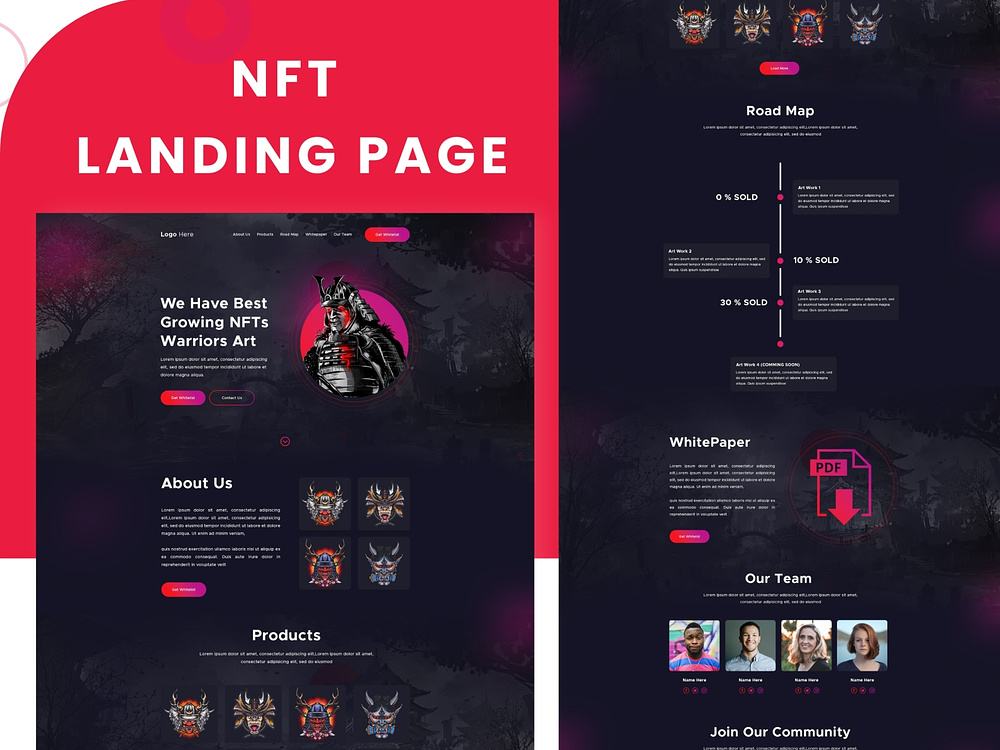 NFT
LANDING PAGE
Logo Here
About Us Products Road Map Whitepaper Our Team
Get Whitelist
We Have Best
Growing NFTs
Warriors Art
Lorem ipsum dolor sit amet, consectetur adipiscing
elit, sed do eiusmod tempor incididunt ut labore et
dolore magna aliqua.
Get Whitelist
Contact Us
About Us
Lorem ipsum dolor sit amet, consectetur adipiscing
elit,Lorem ipsum dolor sit amet, consectetur adipiscing
elit, sed do eiusmod tempor incididunt ut labore et dolore
magna aliqua. Ut enim ad minim veniam,
quis nostrud exercitation ullamco laboris nisi ut aliquip ex
ea commodo consequat. Duis aute irure dolor in
reprehenderit in voluptate velit
Get Whitelist
Products
Lorem ipsum dolor sit amet, consectetur adipiscing elit,Lorem ipsum dolor sit amet,
consectetur adipiscing elit, sed do eiusmod
Load More
Road Map
Lorem ipsum dolor sit amet, consectetur adipiscing elit,Lorem ipsum dolor sit amet,
consectetur adipiscing elit, sed do eiusmod
0 % SOLD
Art Work 1
Lorem ipsum dolor sit amet, consectetur adipiscing elit, sed
do eiusmod tempor incididunt ut labore et dolore magna
aliqua. Quis ipsum suspendisse
Art Work 2
Lorem ipsum dolor sit amet, consectetur adipiscing elit, sed
do eiusmod tempor incididunt ut labore et dolore magna
aliqua. Quis ipsum suspendisse
10 % SOLD
30 % SOLD
Art Work 3
Lorem ipsum dolor sit amet, consectetur adipiscing elit, sed
do eiusmod tempor incididunt ut labore et dolore magna
aliqua. Quis ipsum suspendisse
Art Work 4 (COMMING SOON)
Lorem ipsum dolor sit amet, consectetur adipiscing elit, sed
do eiusmod tempor incididunt ut labore et dolore magna
aliqua. Quis ipsum suspendisse
WhitePaper
Lorem ipsum dolor sit amet, consectetur adipiscing
elit,Lorem ipsum dolor sit amet, consectetur adipiscing
elit, sed do eiusmod tempor incididunt ut labore et dolore
magna aliqua. Ut enim ad minim veniam,
quis nostrud exercitation ullamco laboris nisi ut aliquip ex
ea commodo consequat. Duis aute irure dolor in
reprehenderit in voluptate velit
Get Whitelist
PDF
Our Team
Lorem ipsum dolor sit amet, consectetur adipiscing elit,Lorem ipsum dolor sit amet,
consectetur adipiscing elit, sed do eiusmod
Name Here Name Here Name Here Name Here
Join Our Community
Lorem ipsum dolor sit amet, consectetur adipiscing elit,Lorem ipsum dolor sit amet,